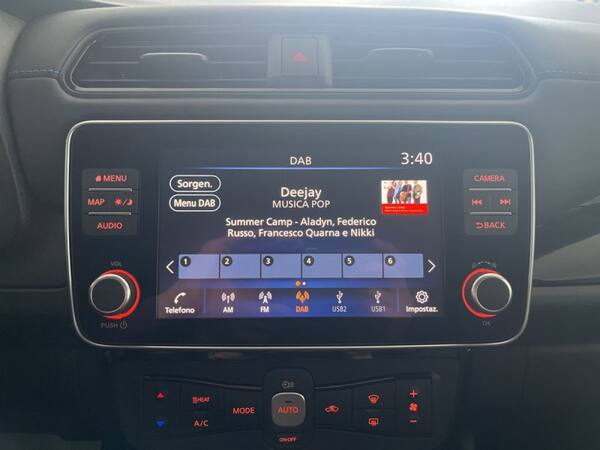 DAB
3:40
MENU
CAMERA
Sorgen.
Deejay
MUSICA POP
MAP
Menu DAB
AUDIO
BACK
Summer Camp - Aladyn, Federico
Russo, Francesco Quarna e Nikki
1 2 3 4 5 6
VOL
Telefono AM FM DAB USB2 USB1 Impostaz.
PUSH
OK
HEAT
A/C
MODE
AUTO
ON•OFF
+
-